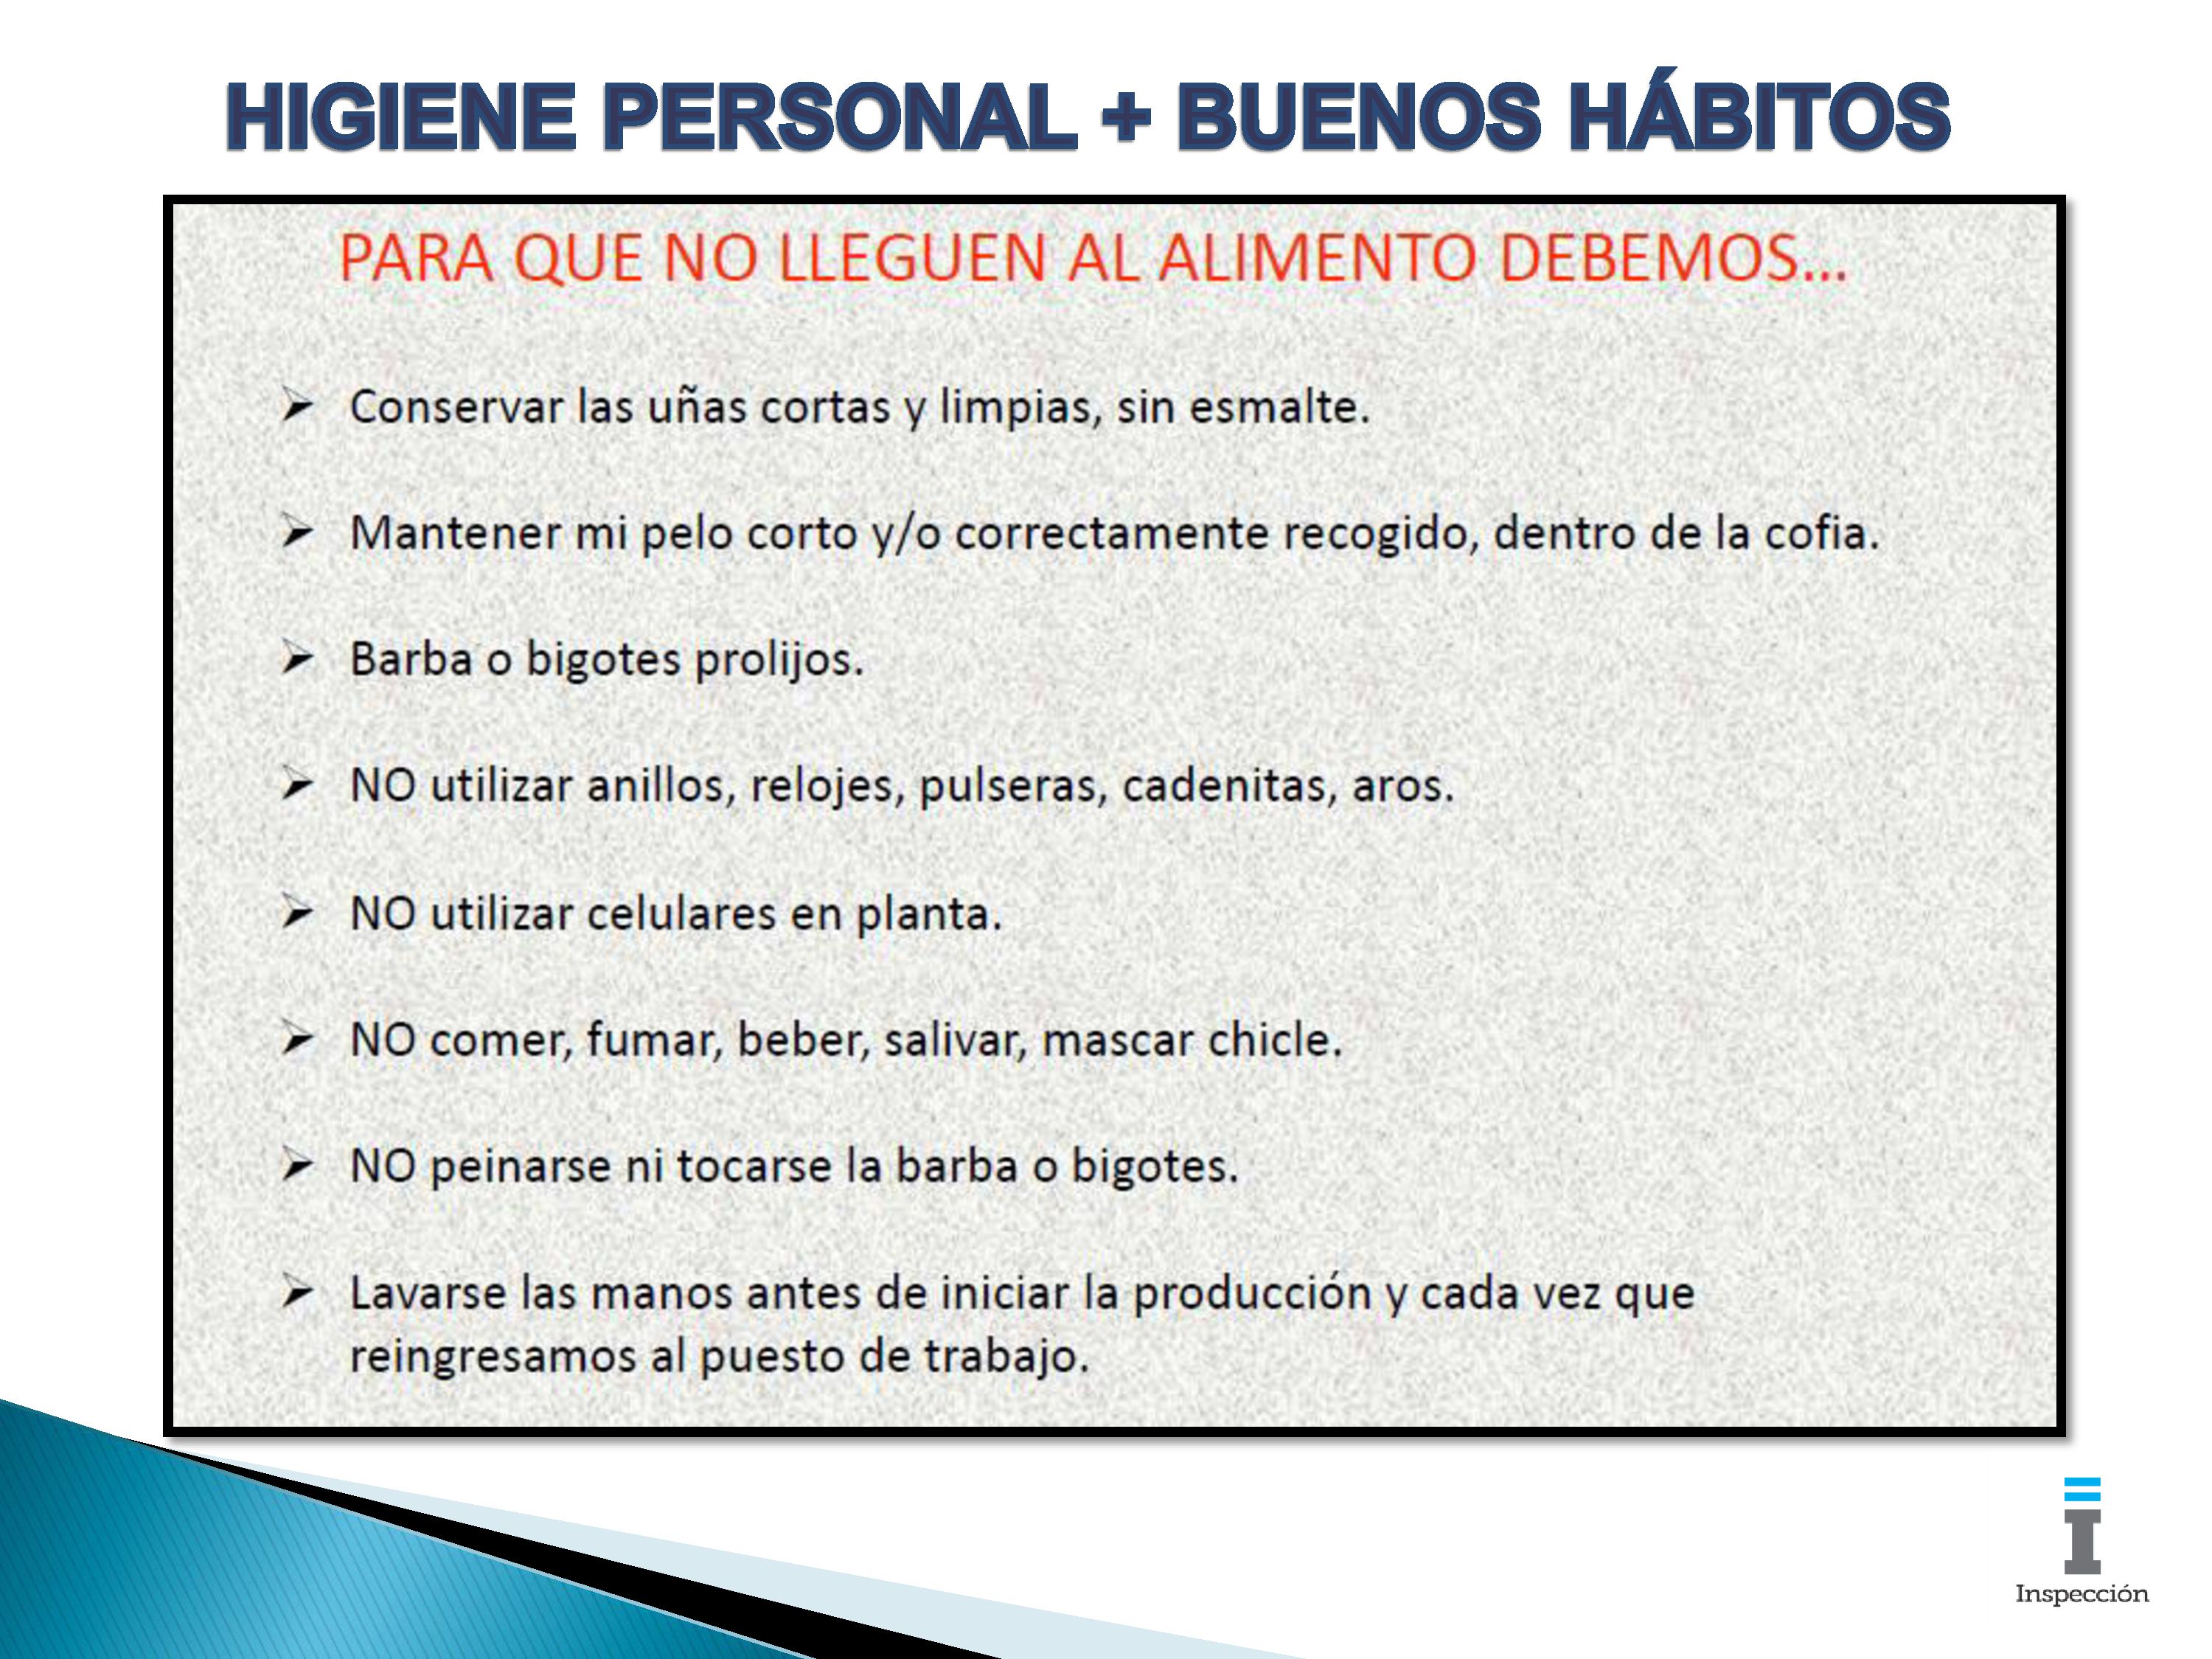 HIGIENE PERSONAL + BUENOS HÁBITOS
PARA QUE NO LLEGUEN AL ALIMENTO DEBEMOS...
➢ Conservar las uñas cortas y limpias, sin esmalte.
➢ Mantener mi pelo corto y/o correctamente recogido, dentro de la cofia.
➢ Barba o bigotes prolijos.
➢ NO utilizar anillos, relojes, pulseras, cadenitas, aros.
➢ NO utilizar celulares en planta.
➢ NO comer, fumar, beber, salivar, mascar chicle.
➢ NO peinarse ni tocarse la barba o bigotes.
➢ Lavarse las manos antes de iniciar la producción y cada vez que
reingresamos al puesto de trabajo.
Inspección